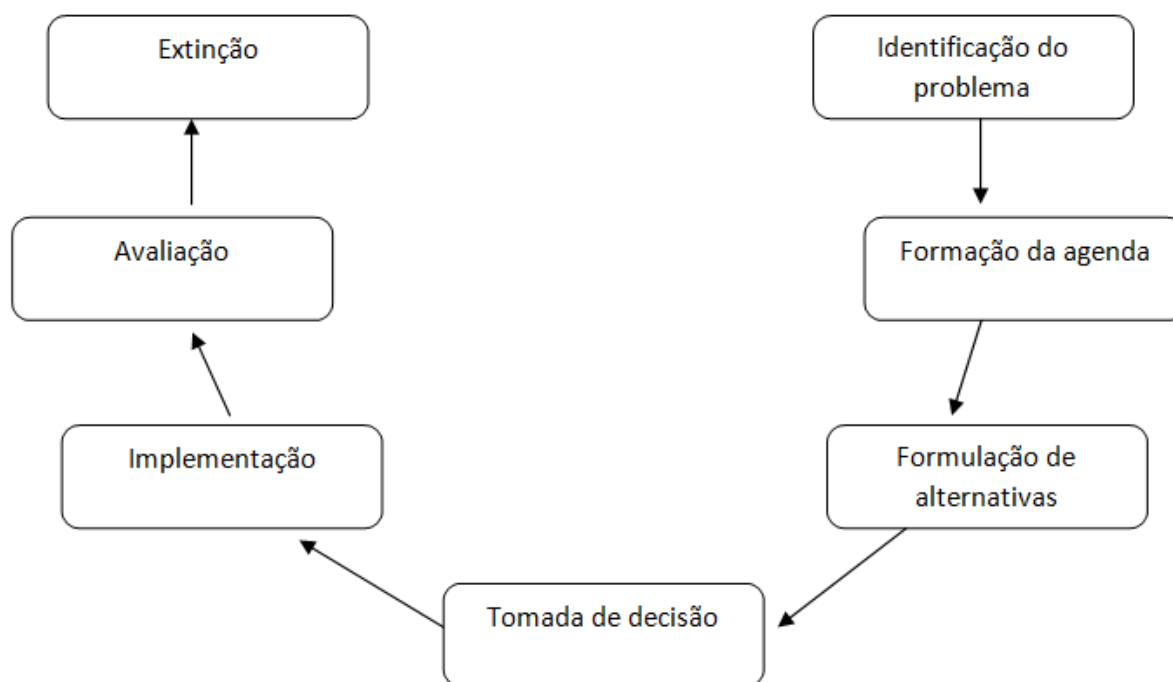 Extinção
Identificação do
problema
Avaliação
Formação da agenda
Implementação
Formulação de
alternativas
Tomada de decisão